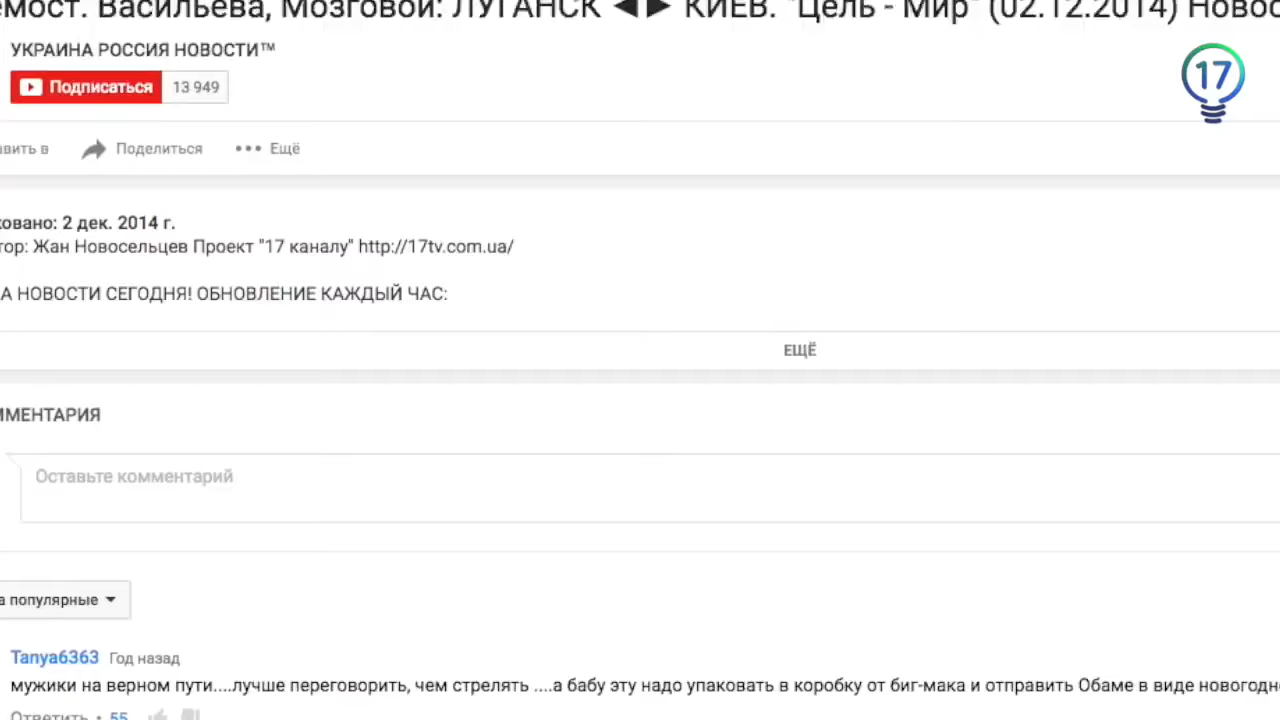 емост. Васильева, Мозговой: ЛУГАНСК ◄► КИЕВ. "Цель - Мир" (02.12.2014) Новос
УКРАИНА РОССИЯ НОВОСТИ™
Подписаться 13 949
17
авить в Поделиться ••• Ещё
ковано: 2 дек. 2014 г.
тор: Жан Новосельцев Проект "17 каналу" http://17tv.com.ua/
А НОВОСТИ СЕГОДНЯ! ОБНОВЛЕНИЕ КАЖДЫЙ ЧАС:
ЕЩЁ
ММЕНТАРИЯ
Оставьте комментарий
а популярные
Tanya6363 Год назад
мужики на верном пути....лучше переговорить, чем стрелять ....а бабу эту надо упаковать в коробку от биг-мака и отправить Обаме в виде новогодн
Ответить • 55